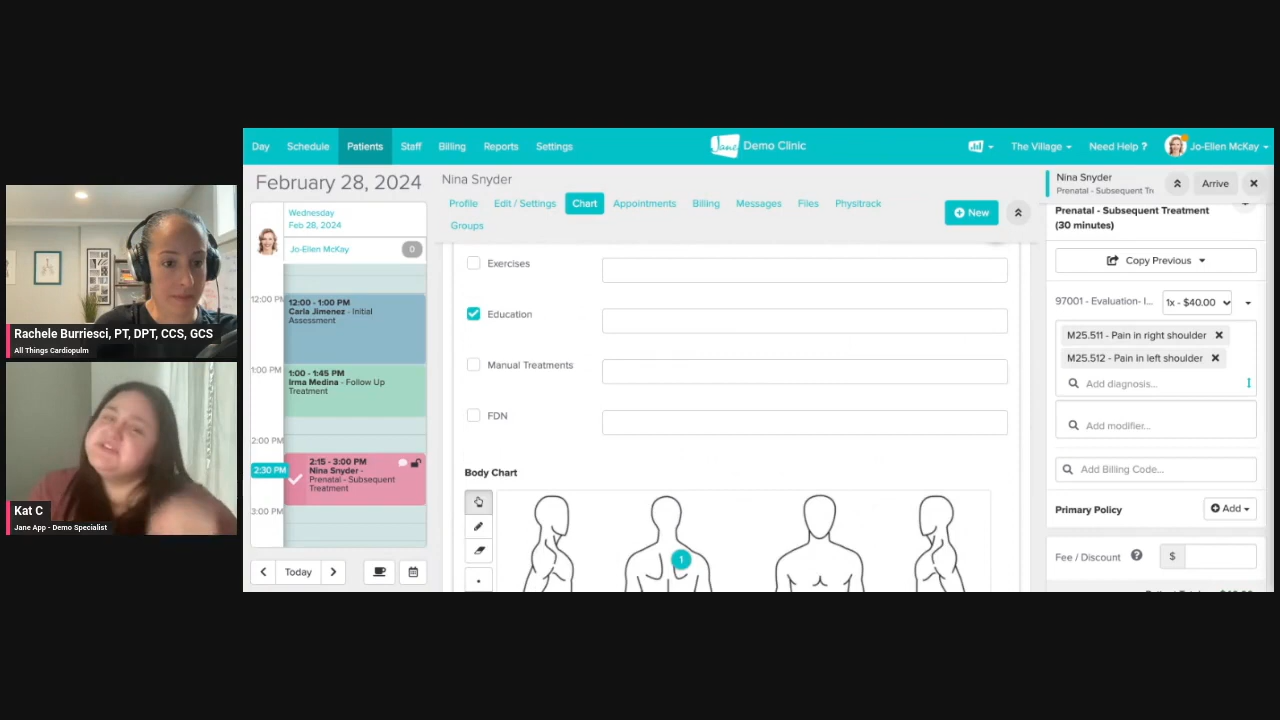 Rachele Burriesci, PT, DPT, CCS, GCS
All Things Cardiopulm
Kat C
Jane App - Demo Specialist
Day Schedule Patients Staff Billing Reports Settings
Jane Demo Clinic
The Village Need Help ? Jo-Ellen McKay
February 28, 2024
Wednesday
Feb 28, 2024
Jo-Ellen McKay 0
12:00 PM
12:00 - 1:00 PM
Carla Jimenez - Initial
Assessment
1:00 PM
1:00 - 1:45 PM
Irma Medina - Follow Up
Treatment
2:00 PM
2:30 PM
2:15 - 3:00 PM
Nina Snyder -
Prenatal - Subsequent
Treatment
3:00 PM
Today
Nina Snyder
Profile Edit / Settings Chart Appointments Billing Messages Files Physitrack
Groups
New
Exercises
Education
Manual Treatments
FDN
Body Chart
1
Nina Snyder
Prenatal - Subsequent Tn
Arrive
Prenatal - Subsequent Treatment
(30 minutes)
Copy Previous
97001 - Evaluation- I... 1x - $40.00
M25.511 - Pain in right shoulder
M25.512 - Pain in left shoulder
Add diagnosis...
Add modifier...
Add Billing Code...
Primary Policy Add
Fee / Discount ? $